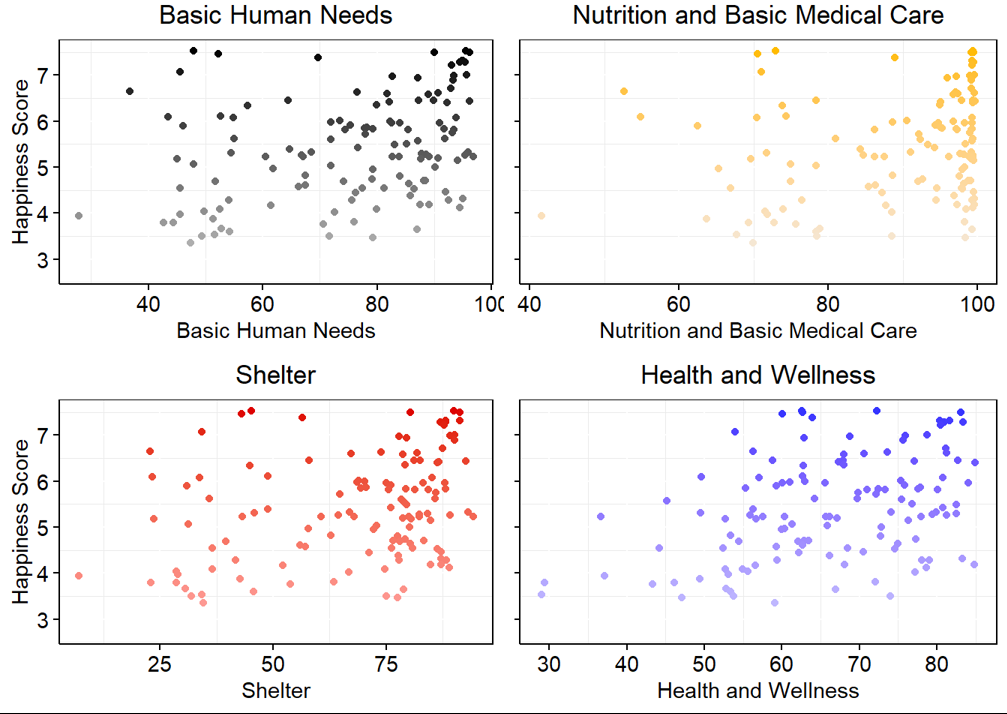 Basic Human Needs
Nutrition and Basic Medical Care
Happiness Score
7
6
5
4
3
40
60
80
100
40
60
80
100
Basic Human Needs
Nutrition and Basic Medical Care
Shelter
Health and Wellness
Happiness Score
7
6
5
4
3
25
50
75
30
40
50
60
70
80
Shelter
Health and Wellness